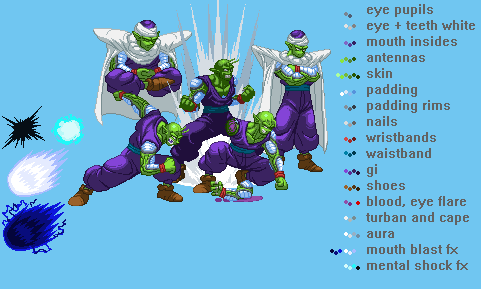 eye pupils
eye + teeth white
mouth insides
antennas
skin
padding
padding rims
nails
wristbands
waistband
gi
shoes
blood, eye flare
turban and cape
aura
mouth blast fx
mental shock fx